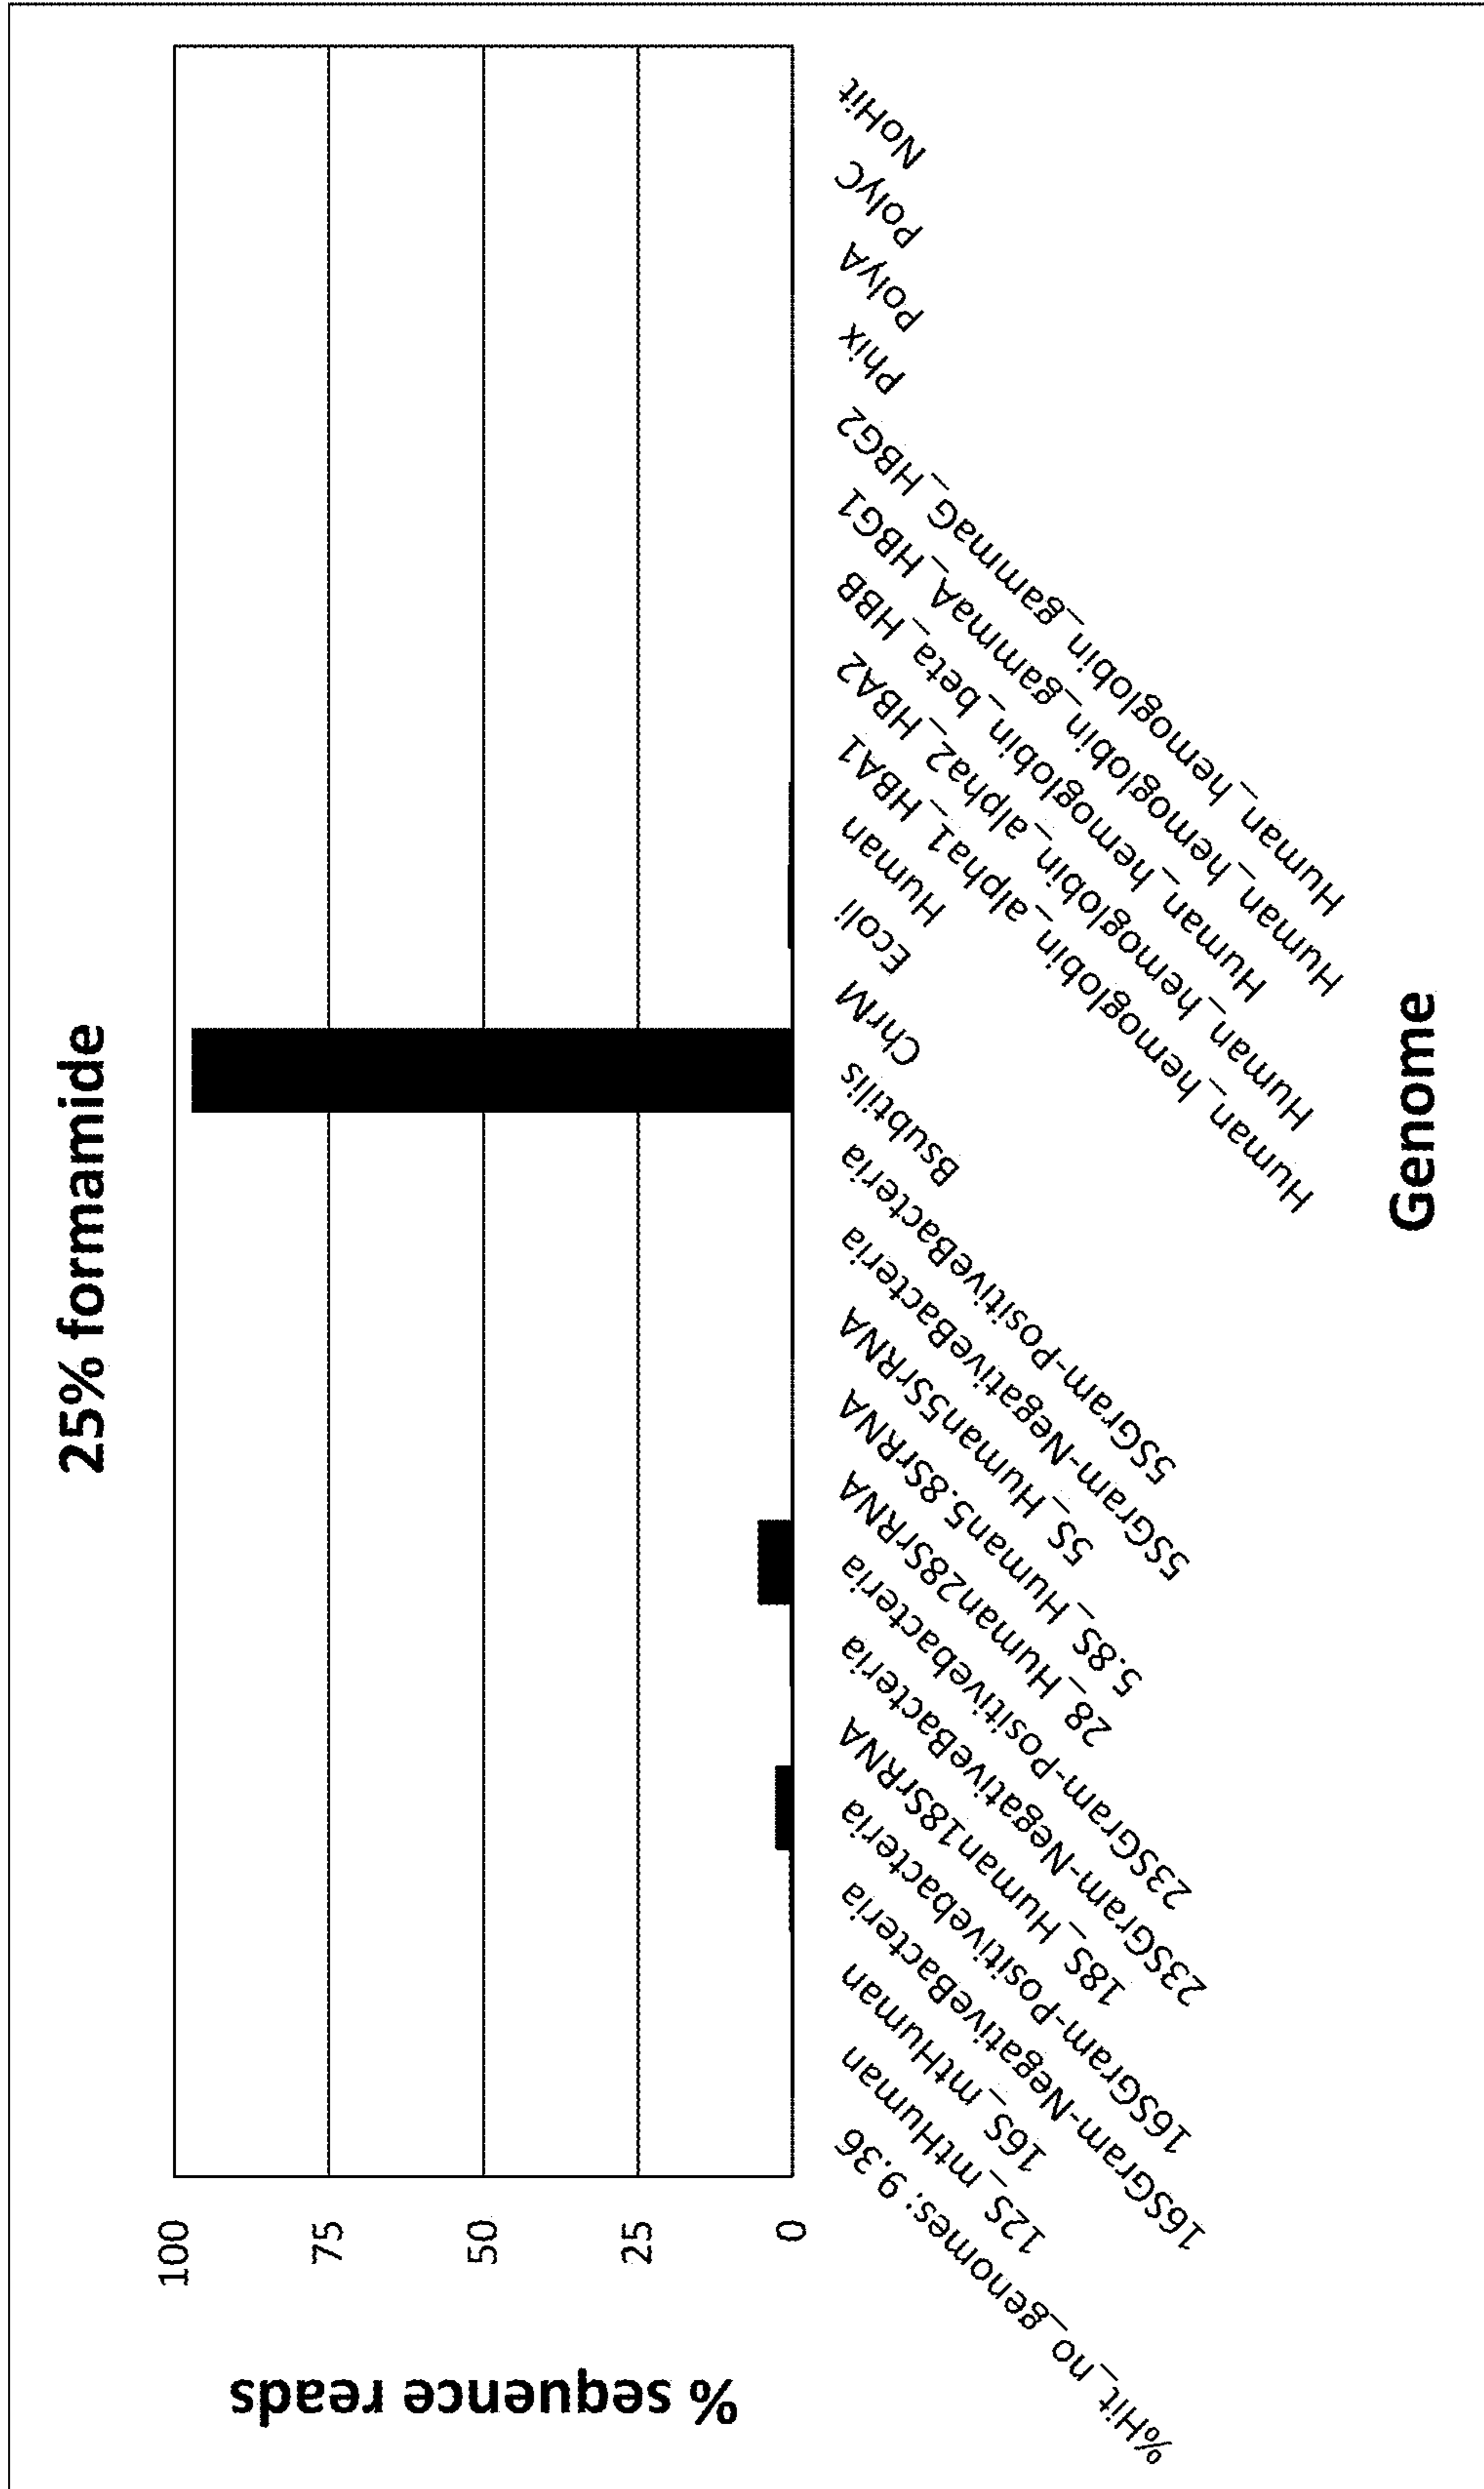 25% formamide
% sequence reads
100
75
50
25
0
%Hit_no_genomes: 9.36
12S_mtHuman
16S_mtHuman
16SGram-NegativeBacteria
16SGram-Positivebacteria
18S_Human18SrRNA
23SGram-NegativeBacteria
23SGram-Positivebacteria
28_Human28SrRNA
5.8S_Human5.8SrRNA
5S_Human5SrRNA
5SGram-NegativeBacteria
5SGram-PositiveBacteria
Bsubtilis
ChrM
Ecoli
Human
Human_hemoglobin_alpha1_HBA1
Human_hemoglobin_alpha2_HBA2
Human_hemoglobin_beta_HBB
Human_hemoglobin_gammaA_HBG1
Human_hemoglobin_gammaG_HBG2
Phix
PolyA
PolyC
NoHit
Genome